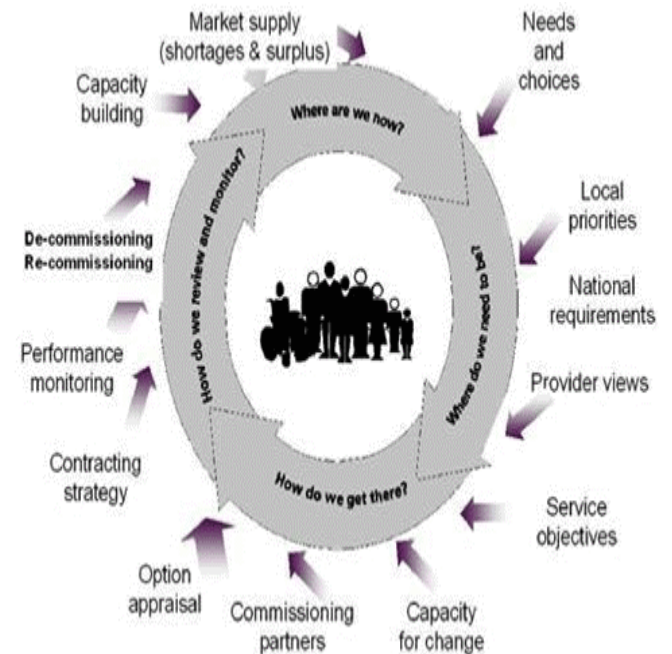 Market supply
(shortages & surplus)
Needs
and
choices
Capacity
building
Where are we now?
Local
priorities
De-commissioning
Re-commissioning
How do we review and monitor?
Where do we need to be?
National
requirements
Performance
monitoring
Provider views
Contracting
strategy
How do we get there?
Service
objectives
Option
appraisal
Commissioning
partners
Capacity
for change